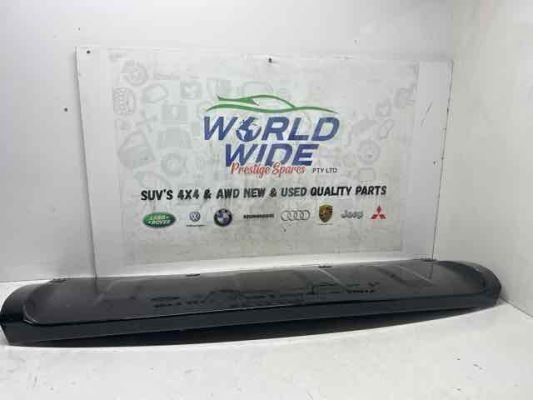 WORLD
WIDE
Prestige Spares PTY LTD
SUV'S 4X4 & AWD NEW & USED QUALITY PARTS
LAND ROVER Jeep